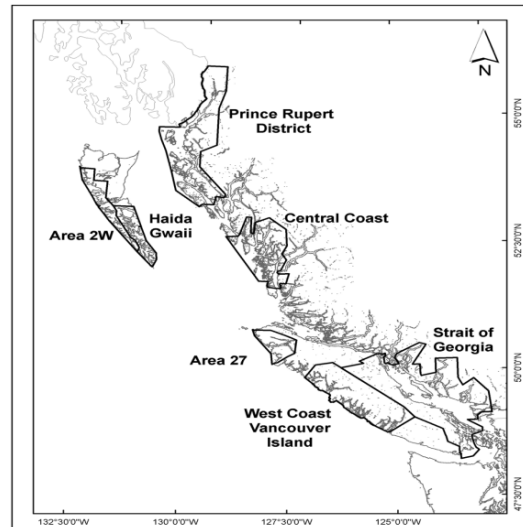 N
Prince Rupert
District
Haida
Gwaii
Central Coast
Area 2W
Strait of
Georgia
Area 27
West Coast
Vancouver
Island
55°0'0"N
52°30'0"N
50°0'0"N
47°30'0"N
132°30'0"W
130°0'0"W
127°30'0"W
125°0'0"W